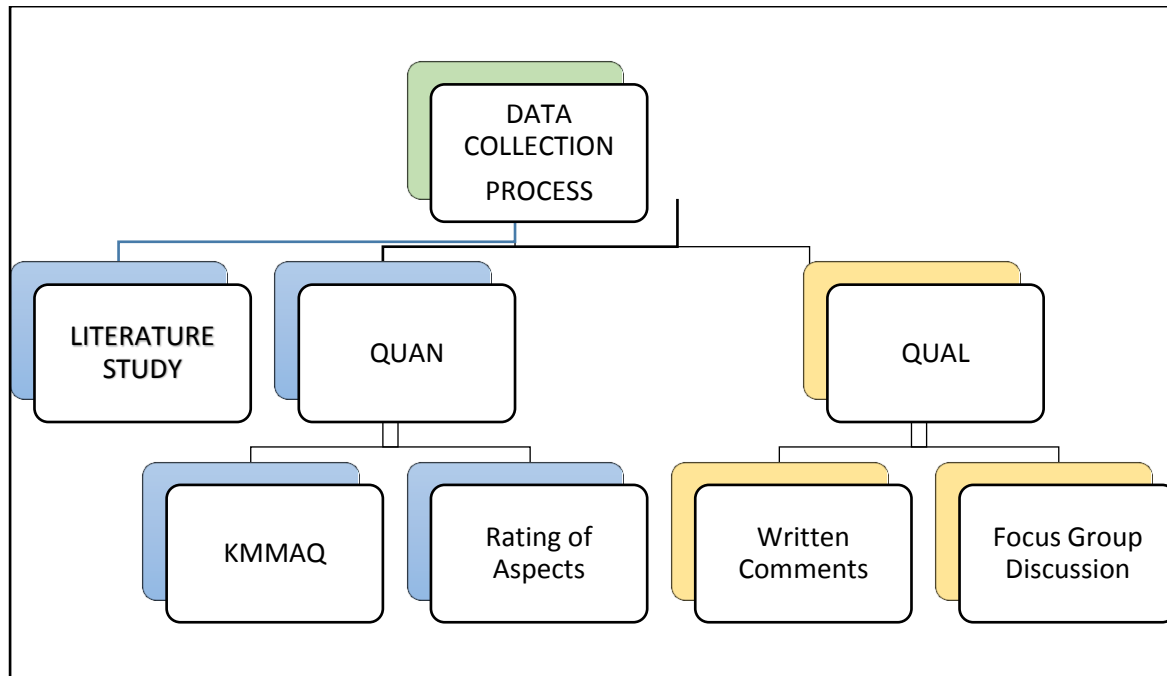 DATA
COLLECTION
PROCESS
LITERATURE
STUDY
QUAN
QUAL
KMMAQ
Rating of
Aspects
Written
Comments
Focus Group
Discussion